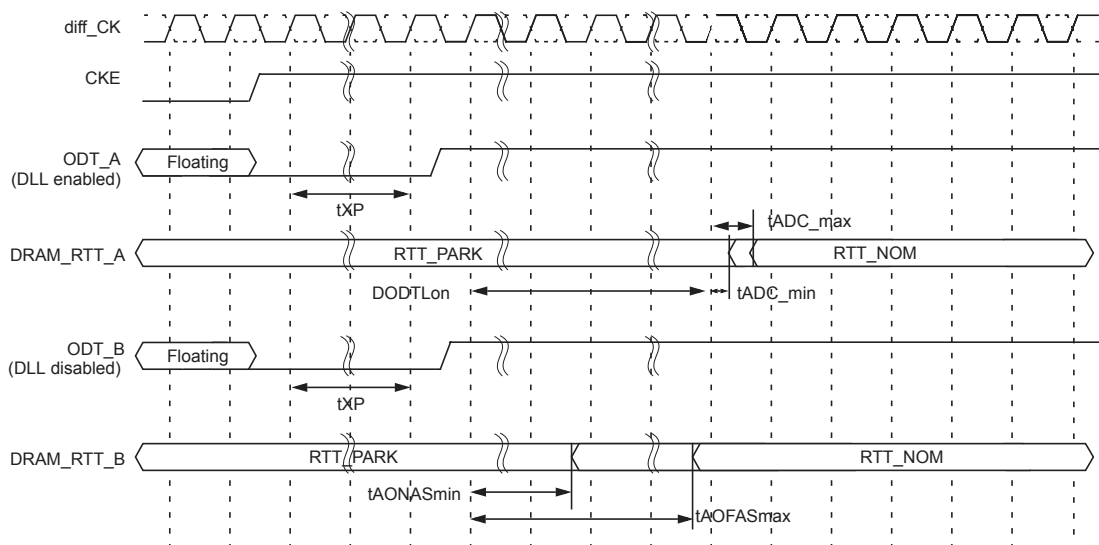 diff_CK
CKE
ODT_A
(DLL enabled)
Floating
tXP
tADC_max
DRAM_RTT_A
RTT_PARK
RTT_NOM
DODTLon
tADC_min
ODT_B
(DLL disabled)
Floating
tXP
DRAM_RTT_B
RTT_PARK
RTT_NOM
tAONASmin
tAOFASmax